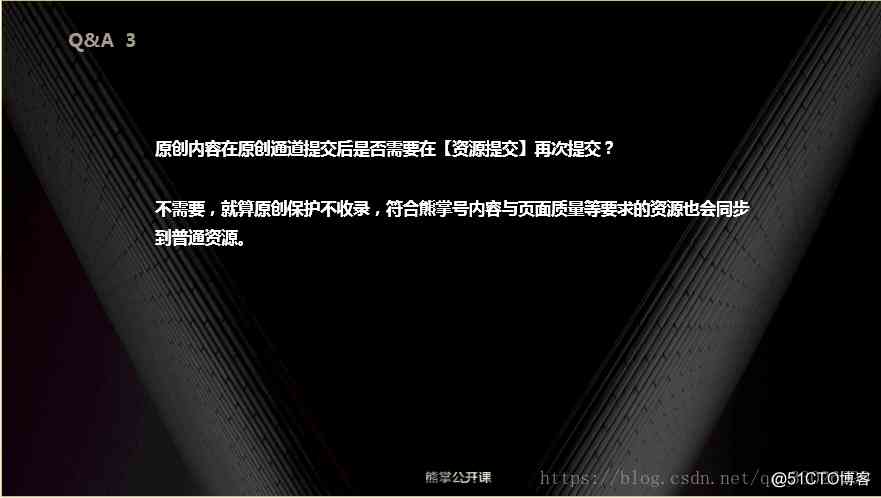 Q&A 3
原创内容在原创通道提交后是否需要在【资源提交】再次提交？
不需要，就算原创保护不收录，符合熊掌号内容与页面质量等要求的资源也会同步
到普通资源。
熊掌公开课
https://blog.csdn.net/
@51CTO博客